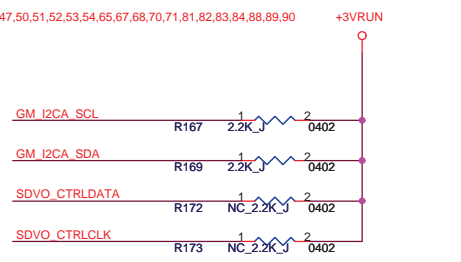 47,50,51,52,53,54,65,67,68,70,71,81,82,83,84,88,89,90 +3VRUN
GM_I2CA_SCL 1 2
R167 2.2K_J 0402
GM_I2CA_SDA 1 2
R169 2.2K_J 0402
SDVO_CTRLDATA 1 2
R172 NC_2.2K_J 0402
SDVO_CTRLCLK 1 2
R173 NC_2.2K_J 0402